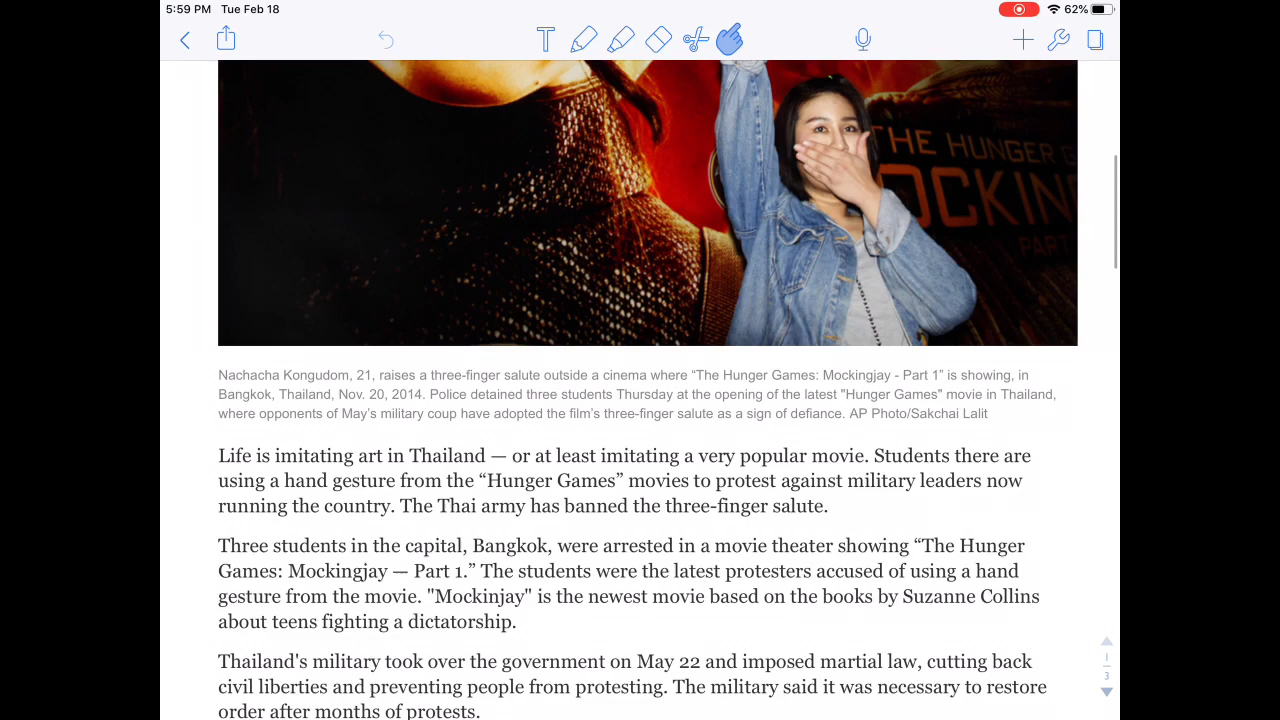 5:59 PM Tue Feb 18
62%
T
THE HUNGER G
OCKIN
PART
Nachacha Kongudom, 21, raises a three-finger salute outside a cinema where “The Hunger Games: Mockingjay - Part 1” is showing, in
Bangkok, Thailand, Nov. 20, 2014. Police detained three students Thursday at the opening of the latest "Hunger Games" movie in Thailand,
where opponents of May’s military coup have adopted the film’s three-finger salute as a sign of defiance. AP Photo/Sakchai Lalit
Life is imitating art in Thailand — or at least imitating a very popular movie. Students there are
using a hand gesture from the “Hunger Games” movies to protest against military leaders now
running the country. The Thai army has banned the three-finger salute.
Three students in the capital, Bangkok, were arrested in a movie theater showing “The Hunger
Games: Mockingjay — Part 1.” The students were the latest protesters accused of using a hand
gesture from the movie. "Mockinjay" is the newest movie based on the books by Suzanne Collins
about teens fighting a dictatorship.
Thailand's military took over the government on May 22 and imposed martial law, cutting back
civil liberties and preventing people from protesting. The military said it was necessary to restore
order after months of protests.
1
3